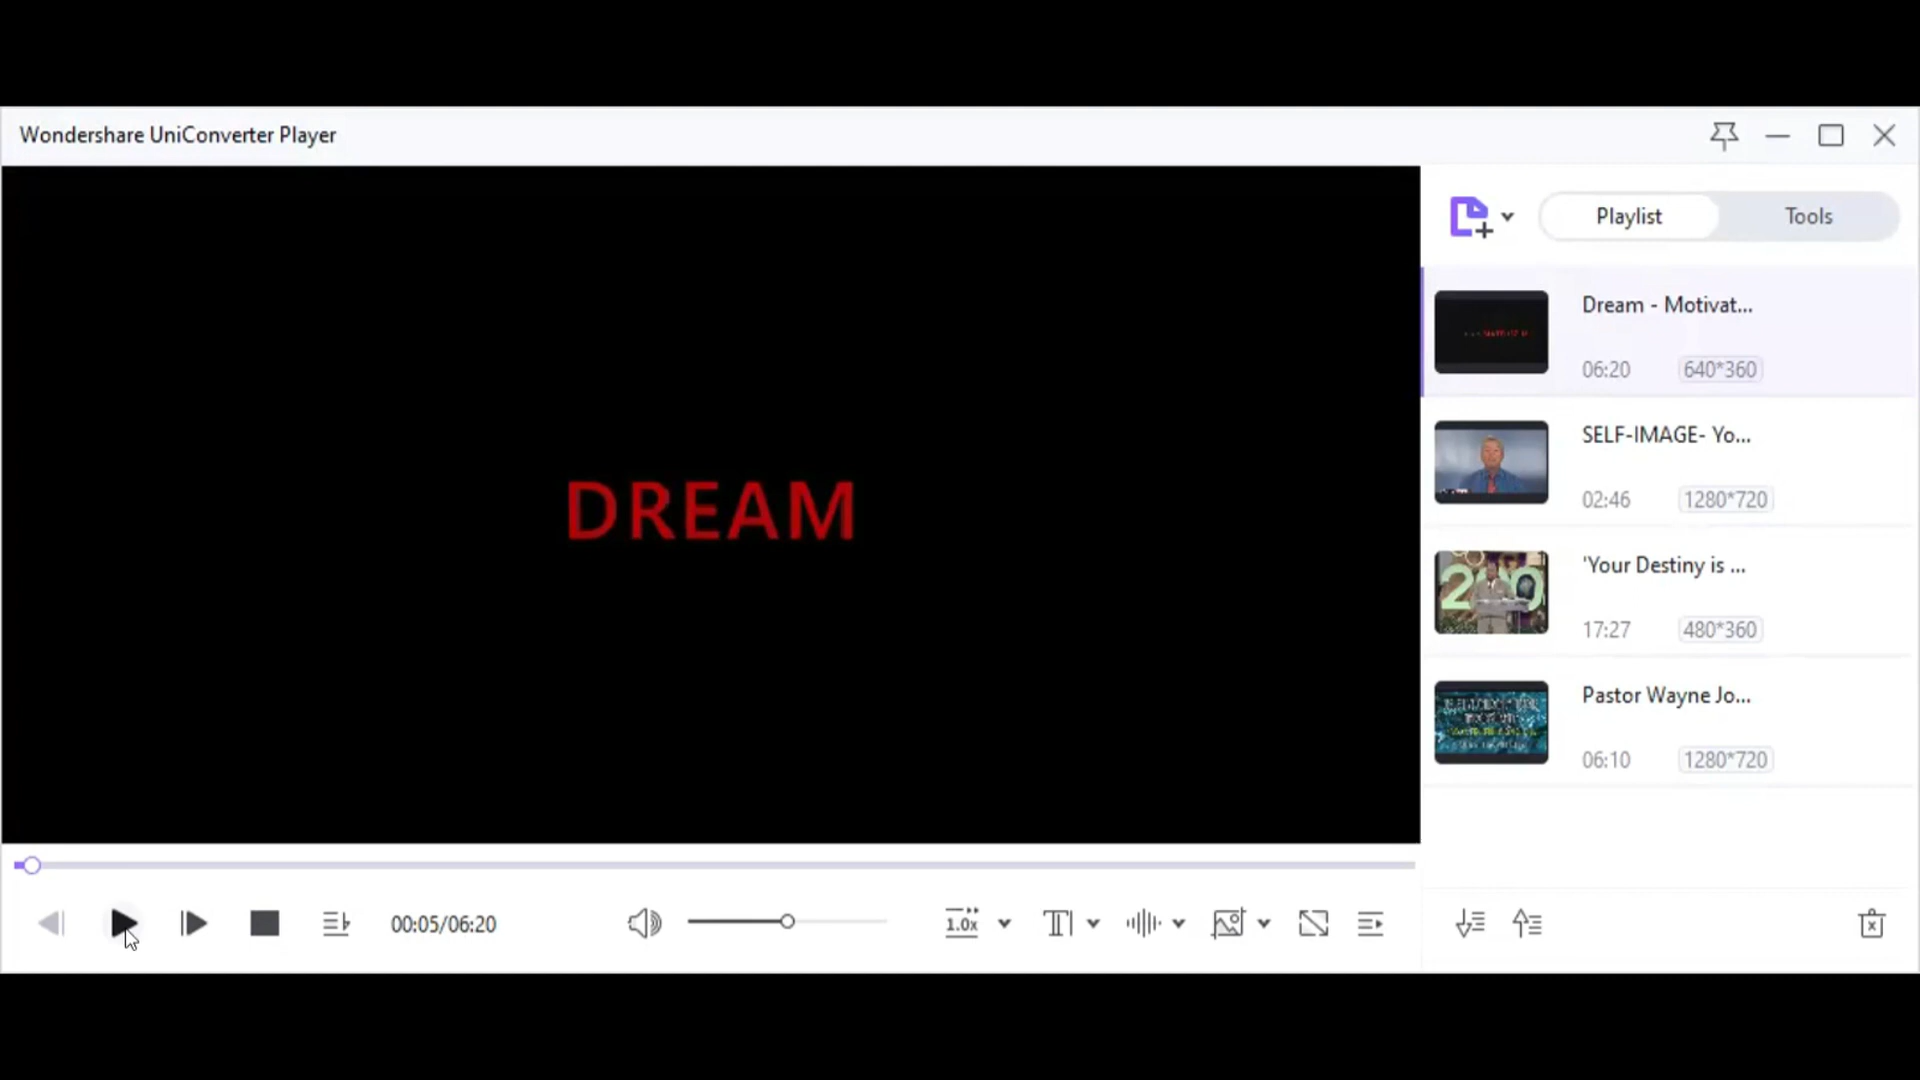 Wondershare UniConverter Player
DREAM
Playlist
Tools
Dream - Motivat...
06:20
640*360
SELF-IMAGE- Yo...
02:46
1280*720
'Your Destiny is ...
17:27
480*360
Pastor Wayne Jo...
06:10
1280*720
00:05/06:20
1.0x